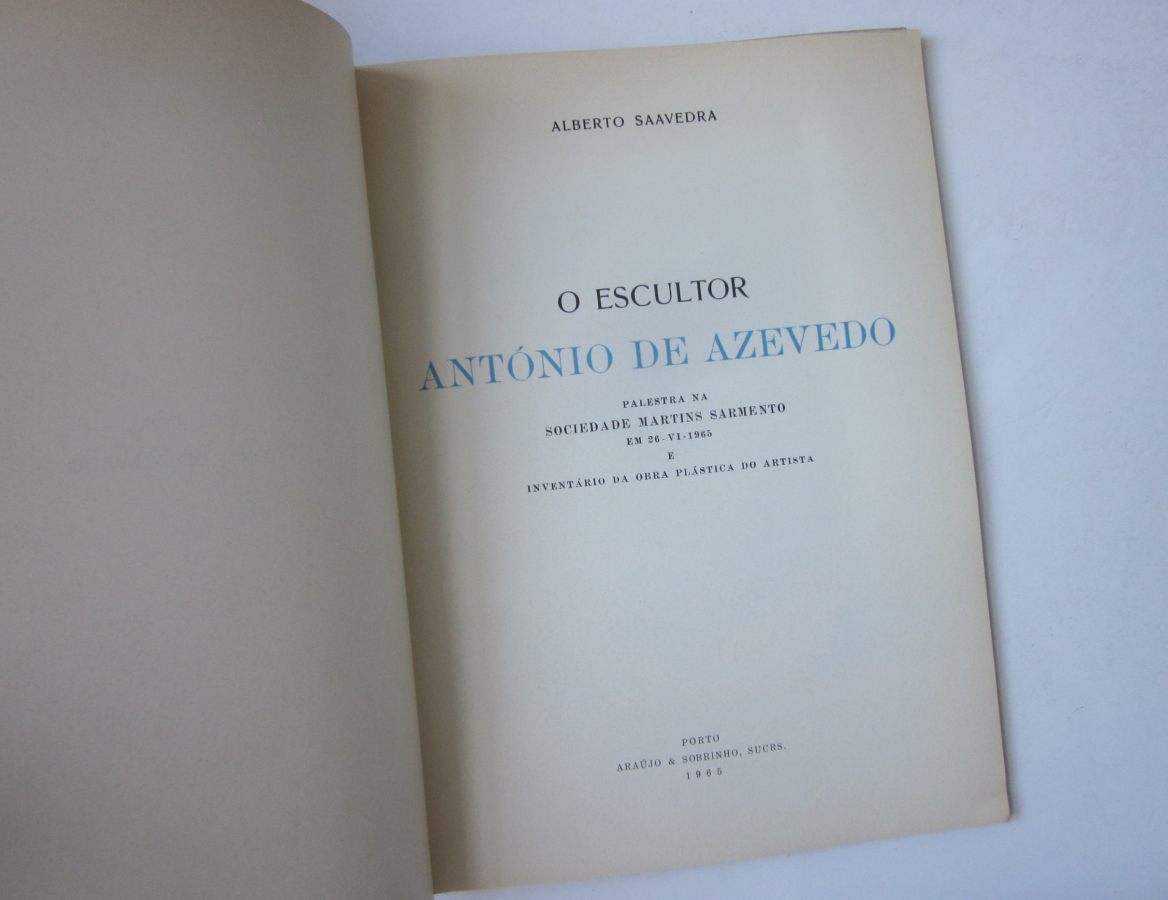 ALBERTO SAAVEDRA
O ESCULTOR
ANTÓNIO DE AZEVEDO
PALESTRA NA
SOCIEDADE MARTINS SARMENTO
EM 26-VI-1965
E
INVENTÁRIO DA OBRA PLÁSTICA DO ARTISTA
PORTO
ARAÚJO & SOBRINHO, SUCRS.
1965